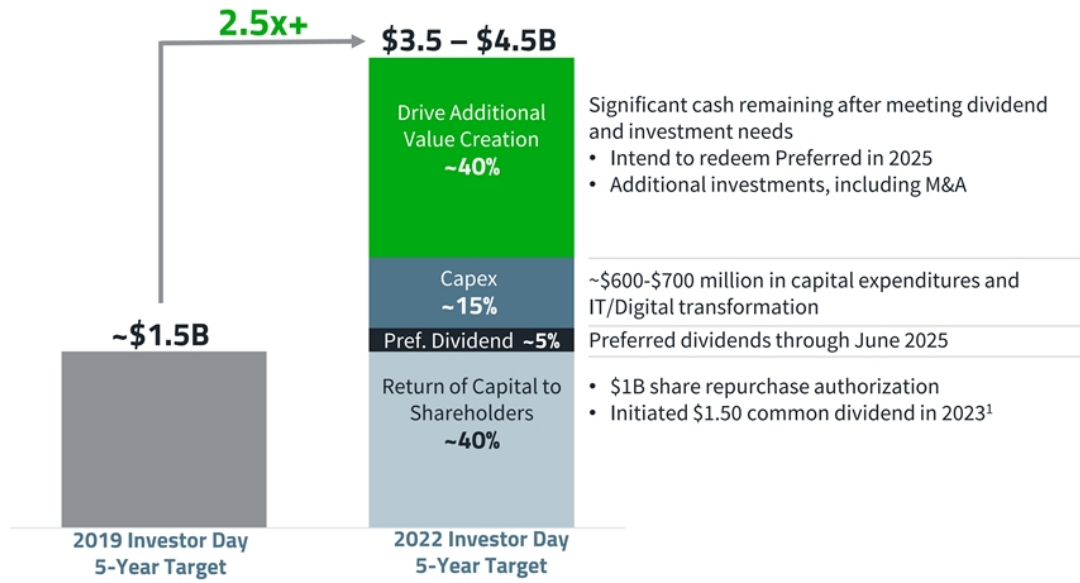 2.5x+
$3.5 – $4.5B
Drive Additional
Value Creation
~40%
Significant cash remaining after meeting dividend
and investment needs
• Intend to redeem Preferred in 2025
• Additional investments, including M&A
Capex
~15%
~$600-$700 million in capital expenditures and
IT/Digital transformation
~$1.5B
Pref. Dividend ~5%
Preferred dividends through June 2025
Return of Capital to
Shareholders
~40%
• $1B share repurchase authorization
• Initiated $1.50 common dividend in 2023¹
2019 Investor Day
5-Year Target
2022 Investor Day
5-Year Target